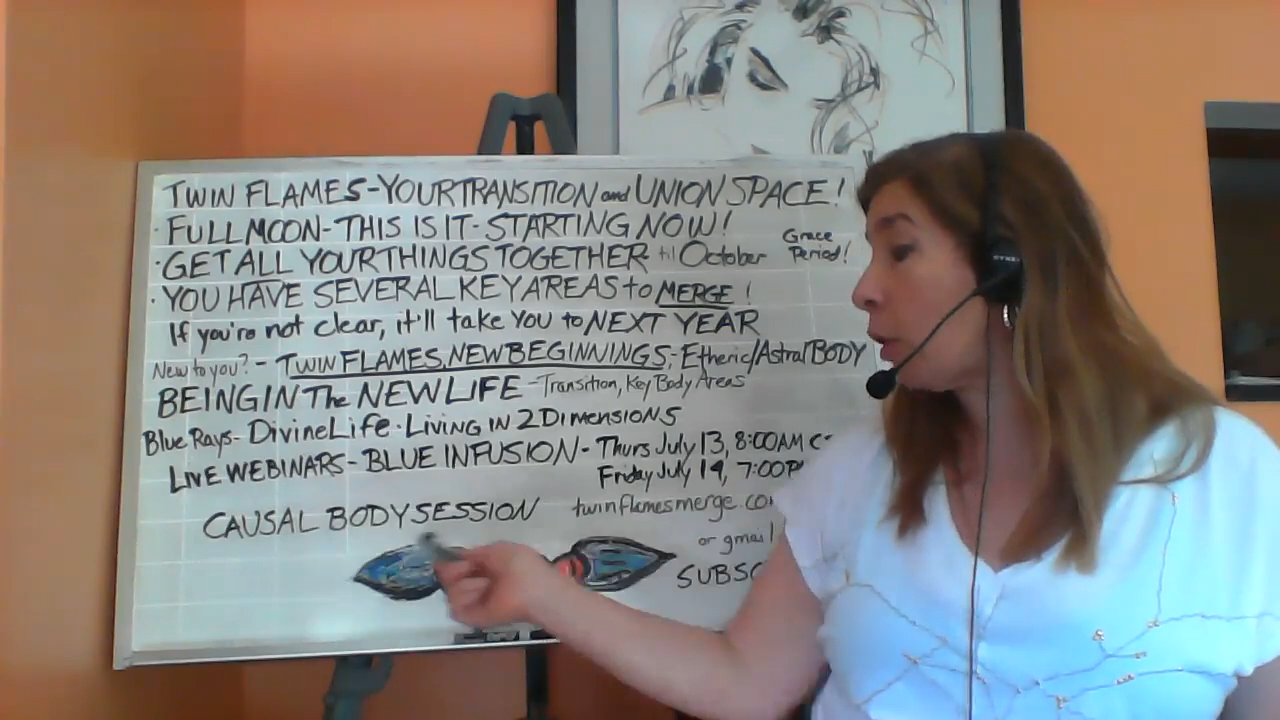 TWIN FLAMES-YOUR TRANSITION and UNION SPACE!
· FULL MOON - THIS IS IT - STARTING NOW!
· GET ALL YOUR THINGS TOGETHER til October Grace Period!
· YOU HAVE SEVERAL KEY AREAS to MERGE!
If you're not clear, it'll take YOU to NEXT YEAR
New to you? - TWIN FLAMES, NEW BEGINNINGS, - Etheric/Astral BODY
BEING IN The NEW LIFE - Transition, Key Body Areas
Blue Rays - Divine Life · LIVING IN 2 DIMENSIONS
LIVE WEBINARS - BLUE INFUSION - Thurs July 13, 8:00AM
Friday July 14, 7:00P
CAUSAL BODY SESSION twinflamesmerge.co
or gmail
SUBSC